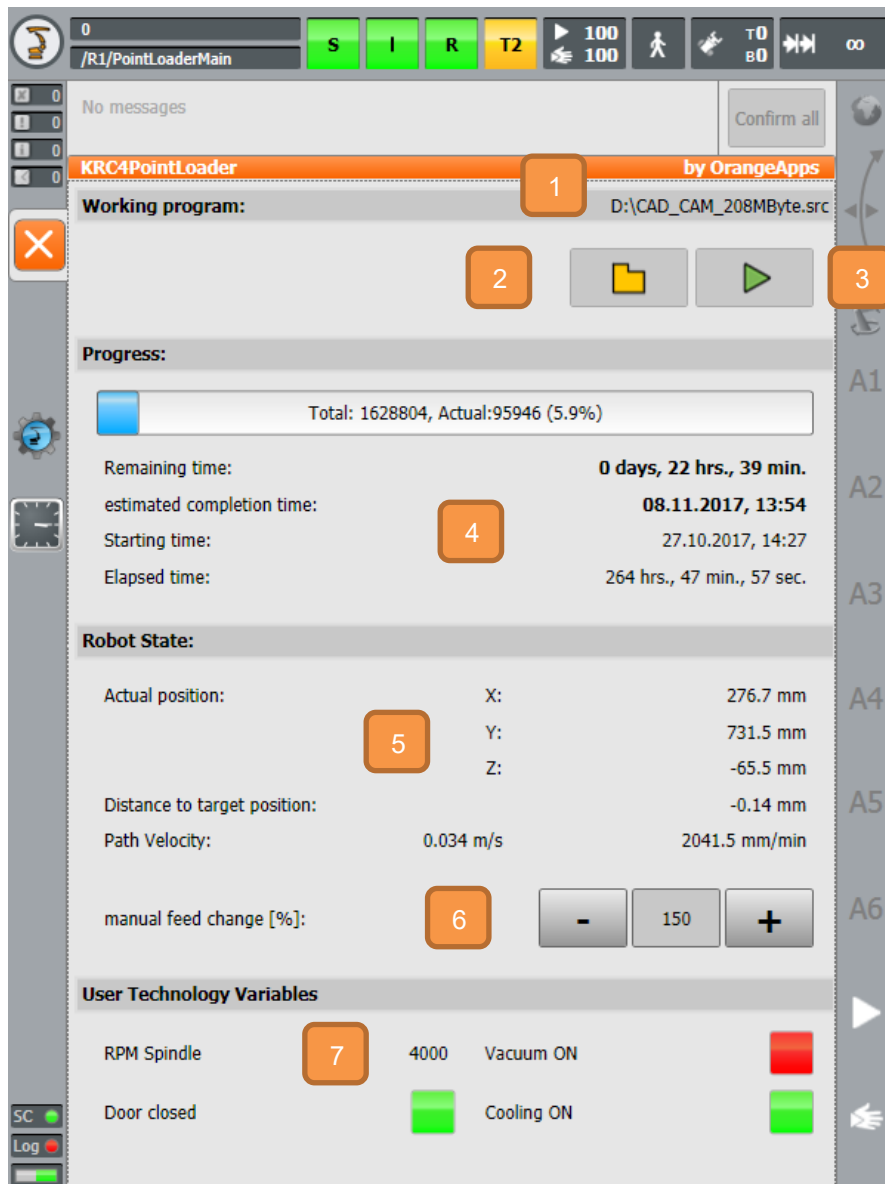 0
/R1/PointLoaderMain
S I R T2 100 100 T0 B0 ∞
0
0
0
0
No messages
Confirm all
KRC4PointLoader by OrangeApps
1
Working program: D:\CAD_CAM_208MByte.src
2 3
Progress:
A1
Total: 1628804, Actual:95946 (5.9%)
Remaining time: 0 days, 22 hrs., 39 min.
A2
estimated completion time: 08.11.2017, 13:54
4
Starting time: 27.10.2017, 14:27
Elapsed time: 264 hrs., 47 min., 57 sec.
A3
Robot State:
Actual position: X: 276.7 mm
A4
5
Y: 731.5 mm
Z: -65.5 mm
Distance to target position: -0.14 mm
A5
Path Velocity: 0.034 m/s 2041.5 mm/min
manual feed change [%]: 6 - 150 +
A6
User Technology Variables
RPM Spindle 7 4000 Vacuum ON
Door closed Cooling ON
SC
Log